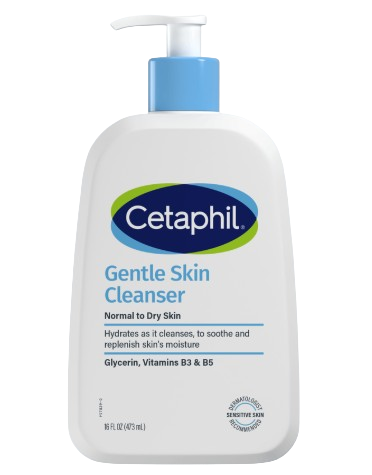 Cetaphil®
Gentle Skin
Cleanser
Normal to Dry Skin
Hydrates as it cleanses, to soothe and
replenish skin's moisture
Glycerin, Vitamins B3 & B5
DERMATOLOGIST
SENSITIVE SKIN
RECOMMENDED
16 FL OZ (473 mL)